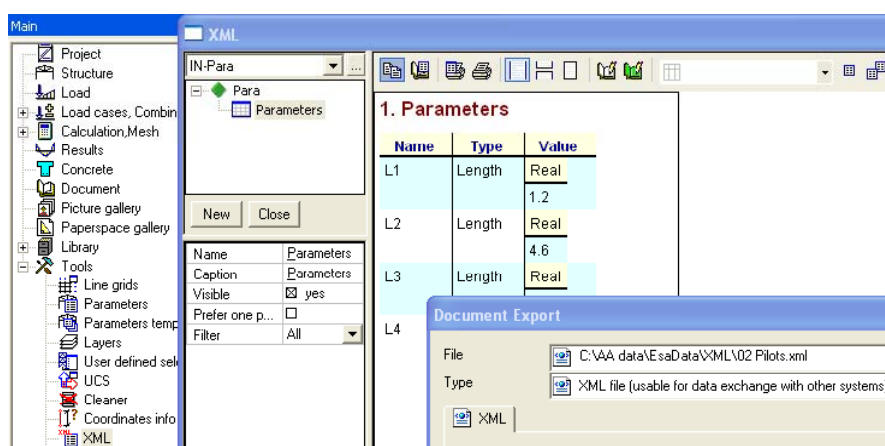 Main
Project
Structure
Load
Load cases, Combin
Calculation,Mesh
Results
Concrete
Document
Picture gallery
Paperspace gallery
Library
Tools
Line grids
Parameters
Parameters temp
Layers
User defined sele
UCS
Cleaner
Coordinates info
XML
XML
IN-Para
...
Para
Parameters
New Close
Name Parameters
Caption Parameters
Visible yes
Prefer one p...
Filter All
1. Parameters
Name Type Value
L1 Length Real
1.2
L2 Length Real
4.6
L3 Length Real
L4
Document Export
File C:\AA data\EsaData\XML\02 Pilots.xml
Type XML file (usable for data exchange with other systems)
XML